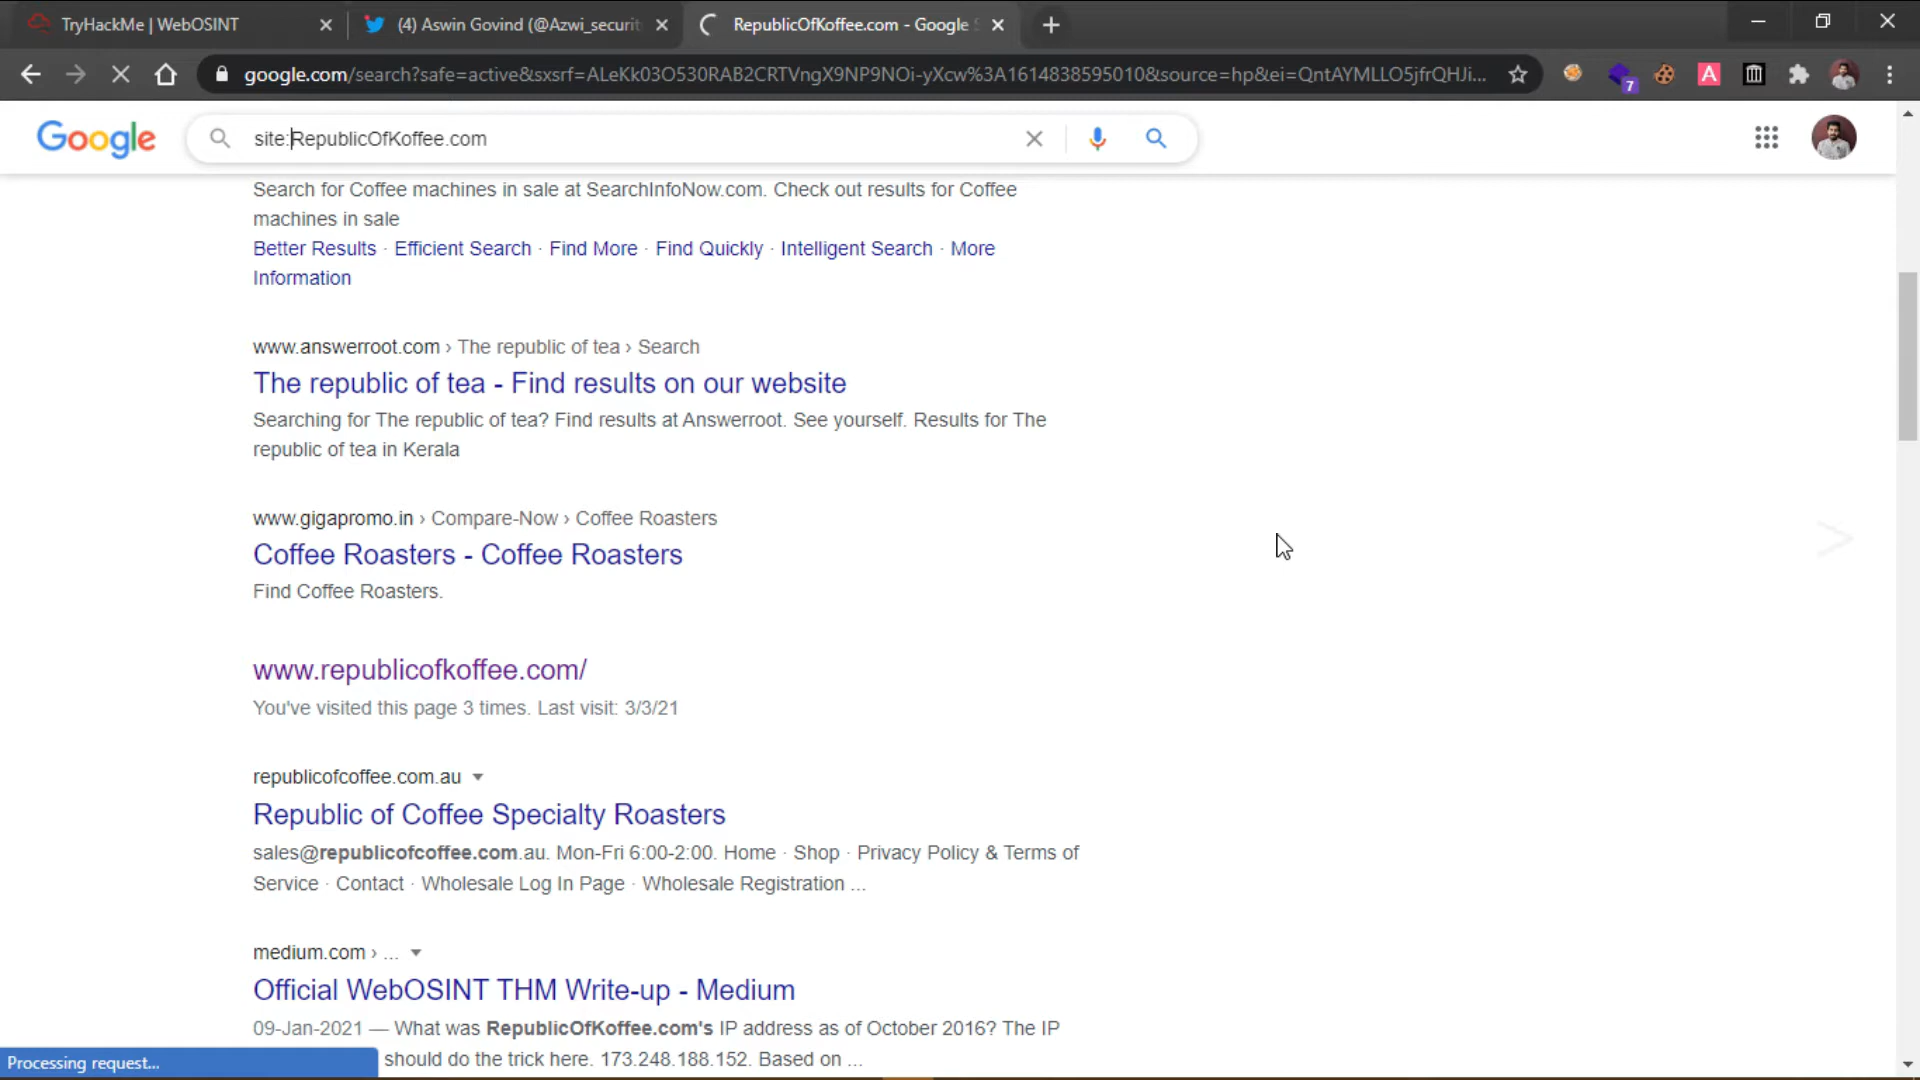 TryHackMe | WebOSINT
(4) Aswin Govind (@Azwi_securit
RepublicOfKoffee.com - Google S
google.com/search?safe=active&sxsrf=ALeKk03O530RAB2CRTVngX9NP9NOi-yXcw%3A1614838595010&source=hp&ei=QntAYMLLO5jfrQHJi...
7
A
Google
site:RepublicOfKoffee.com
Search for Coffee machines in sale at SearchInfoNow.com. Check out results for Coffee
machines in sale
Better Results · Efficient Search · Find More · Find Quickly · Intelligent Search · More
Information
www.answerroot.com › The republic of tea › Search
The republic of tea - Find results on our website
Searching for The republic of tea? Find results at Answerroot. See yourself. Results for The
republic of tea in Kerala
www.gigapromo.in › Compare-Now › Coffee Roasters
Coffee Roasters - Coffee Roasters
Find Coffee Roasters.
www.republicofkoffee.com/
You've visited this page 3 times. Last visit: 3/3/21
republicofcoffee.com.au
Republic of Coffee Specialty Roasters
sales@republicofcoffee.com.au. Mon-Fri 6:00-2:00. Home · Shop · Privacy Policy & Terms of
Service · Contact · Wholesale Log In Page · Wholesale Registration ...
medium.com › ...
Official WebOSINT THM Write-up - Medium
09-Jan-2021 — What was RepublicOfKoffee.com's IP address as of October 2016? The IP
should do the trick here. 173.248.188.152. Based on ...
Processing request...